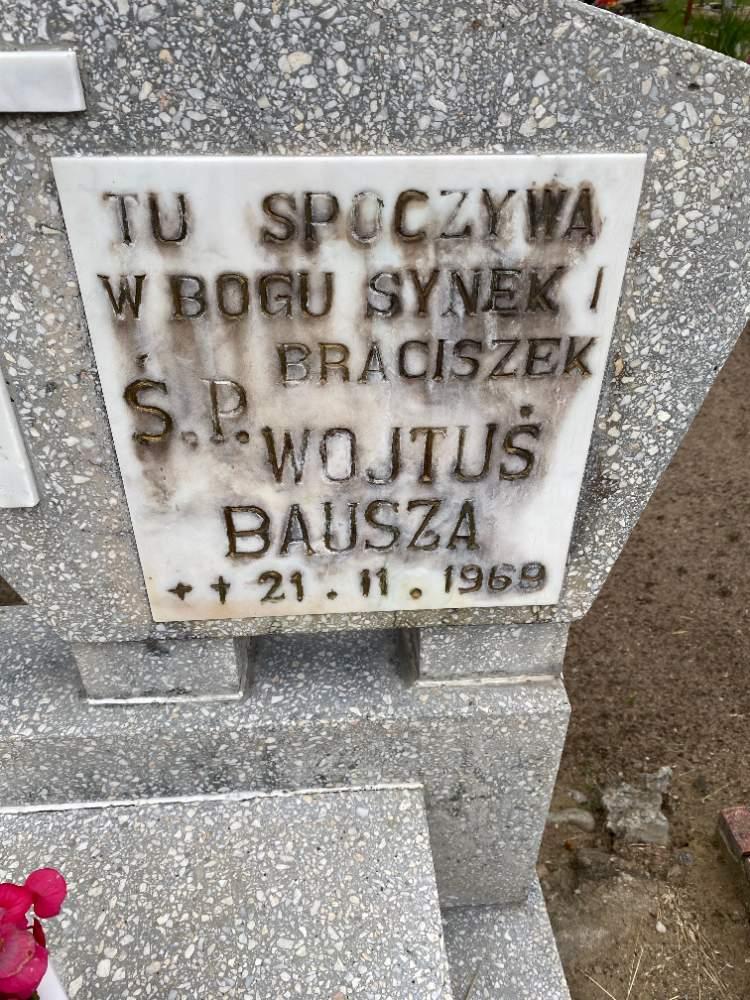 TU SPOCZYWA
W BOGU SYNEK I
BRACISZEK
Ś.P.
WOJTUŚ
BAUSZA
++ 21. 11. 1969